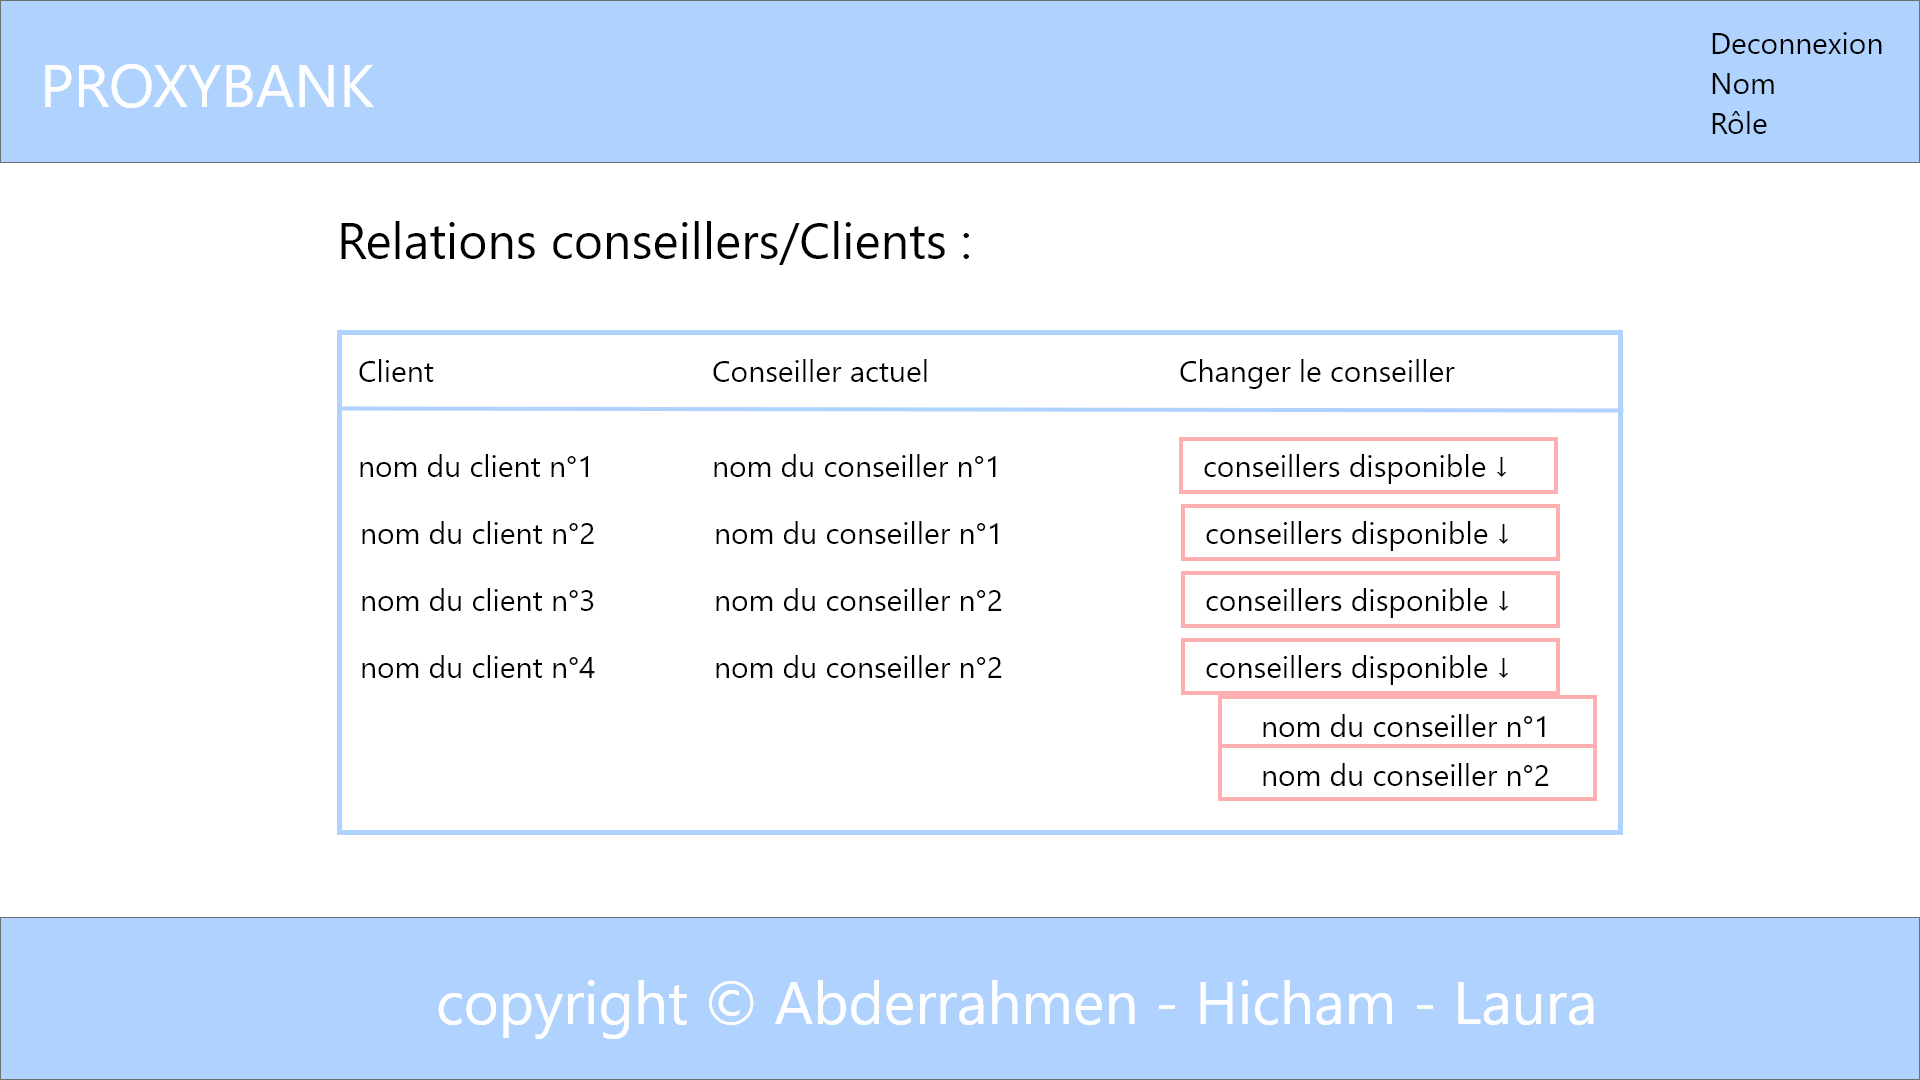 PROXYBANK
Deconnexion
Nom
Rôle
Relations conseillers/Clients :
Client Conseiller actuel Changer le conseiller
nom du client n°1 nom du conseiller n°1 conseillers disponible ↓
nom du client n°2 nom du conseiller n°1 conseillers disponible ↓
nom du client n°3 nom du conseiller n°2 conseillers disponible ↓
nom du client n°4 nom du conseiller n°2 conseillers disponible ↓
nom du conseiller n°1
nom du conseiller n°2
copyright © Abderrahmen - Hicham - Laura